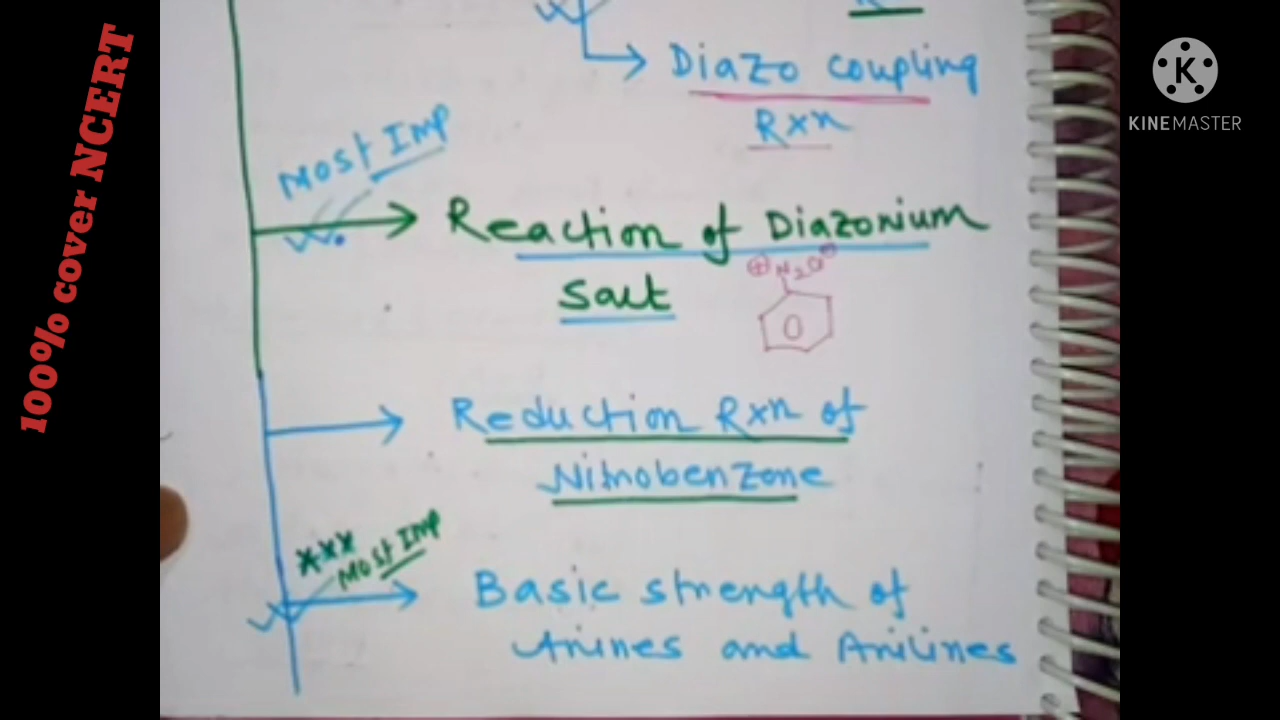 Diazo coupling
Rxn
Most Imp
Reaction of Diazonium
Salt
Reduction Rxn of
Nitrobenzene
*** Most Imp
Basic strength of
Amines and Anilines
100% cover NCERT
K
KINEMASTER